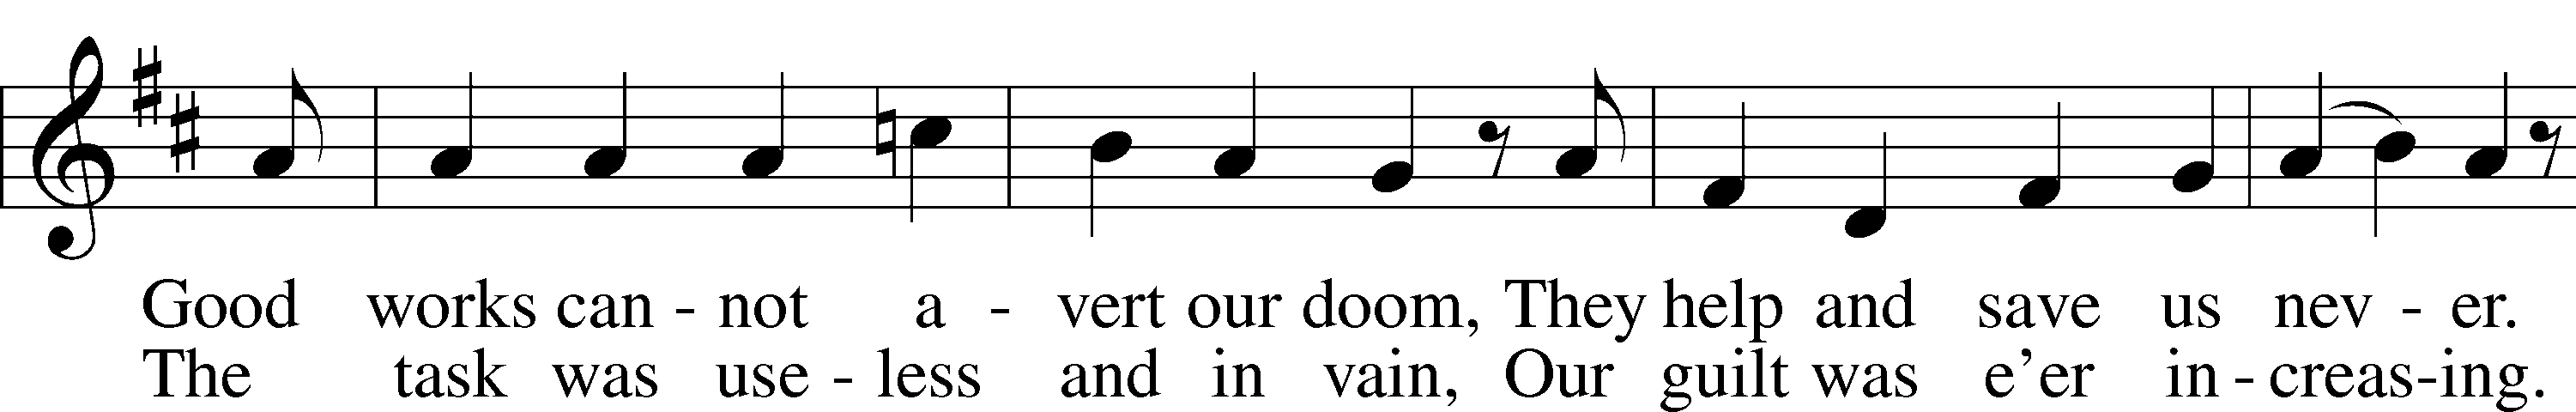 Good works can - not a - vert our doom, They help and save us nev - er.
The task was use - less and in vain, Our guilt was e’er in - creas-ing.